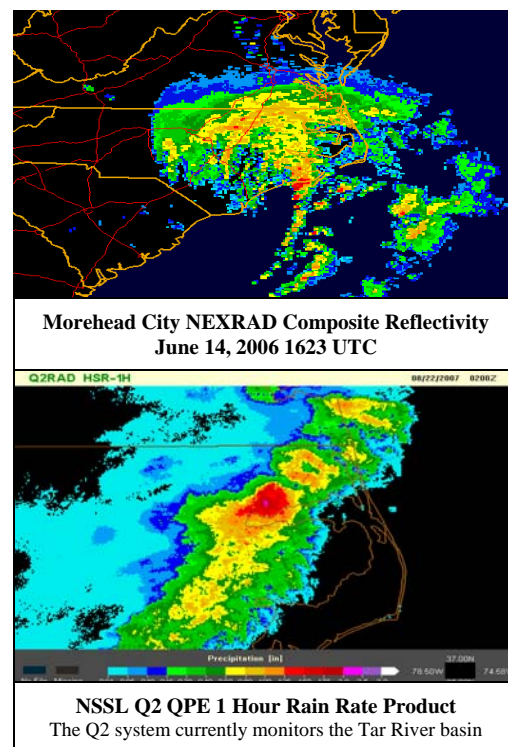 Morehead City NEXRAD Composite Reflectivity
June 14, 2006 1623 UTC
Q2RAD HSR-1H 08/22/2007 0200Z
Precipitation [in]
37.00N
78.50W 74.58
NSSL Q2 QPE 1 Hour Rain Rate Product
The Q2 system currently monitors the Tar River basin